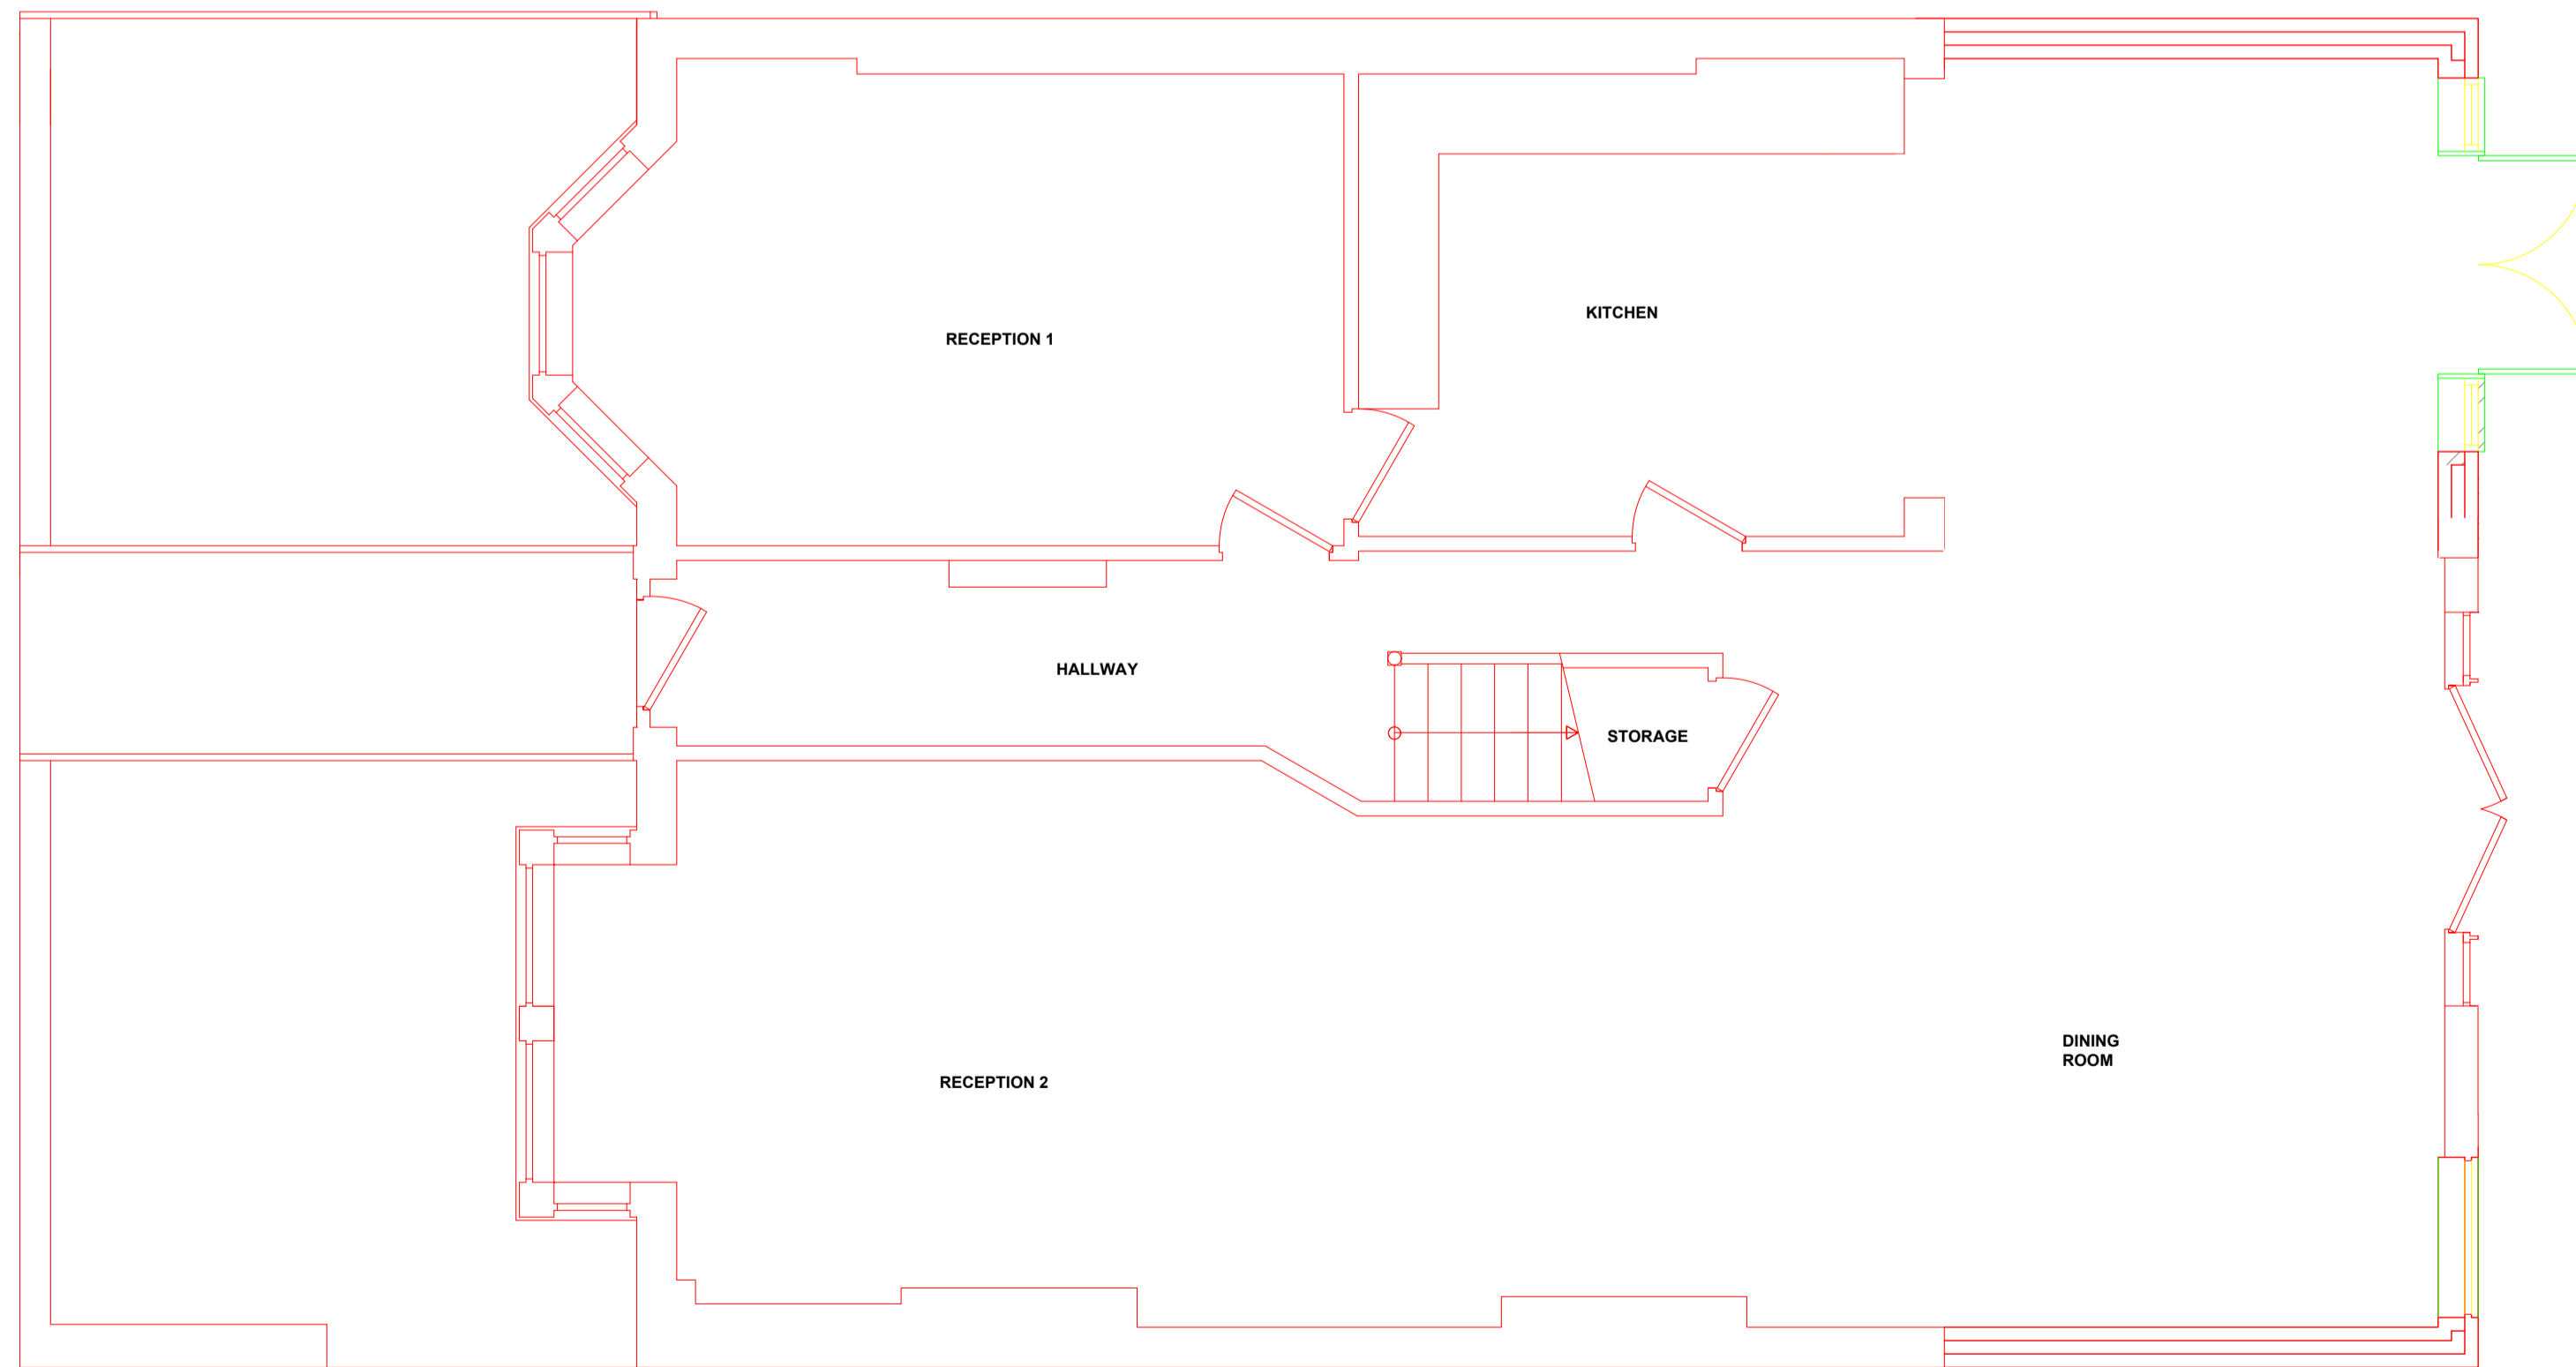 KITCHEN
RECEPTION 1
HALLWAY
STORAGE
DINING
ROOM
RECEPTION 2